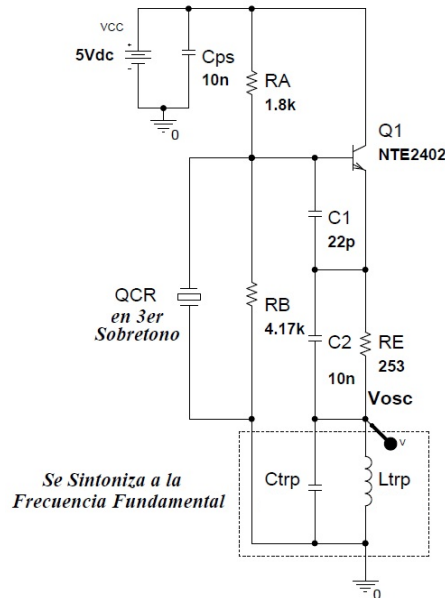 VCC
5Vdc
Cps
10n
0
RA
1.8k
Q1
NTE2402
C1
22p
QCR
en 3er
Sobretono
RB
4.17k
C2
10n
RE
253
Vosc
V
Se Sintoniza a la
Frecuencia Fundamental
Ctrp
Ltrp
0